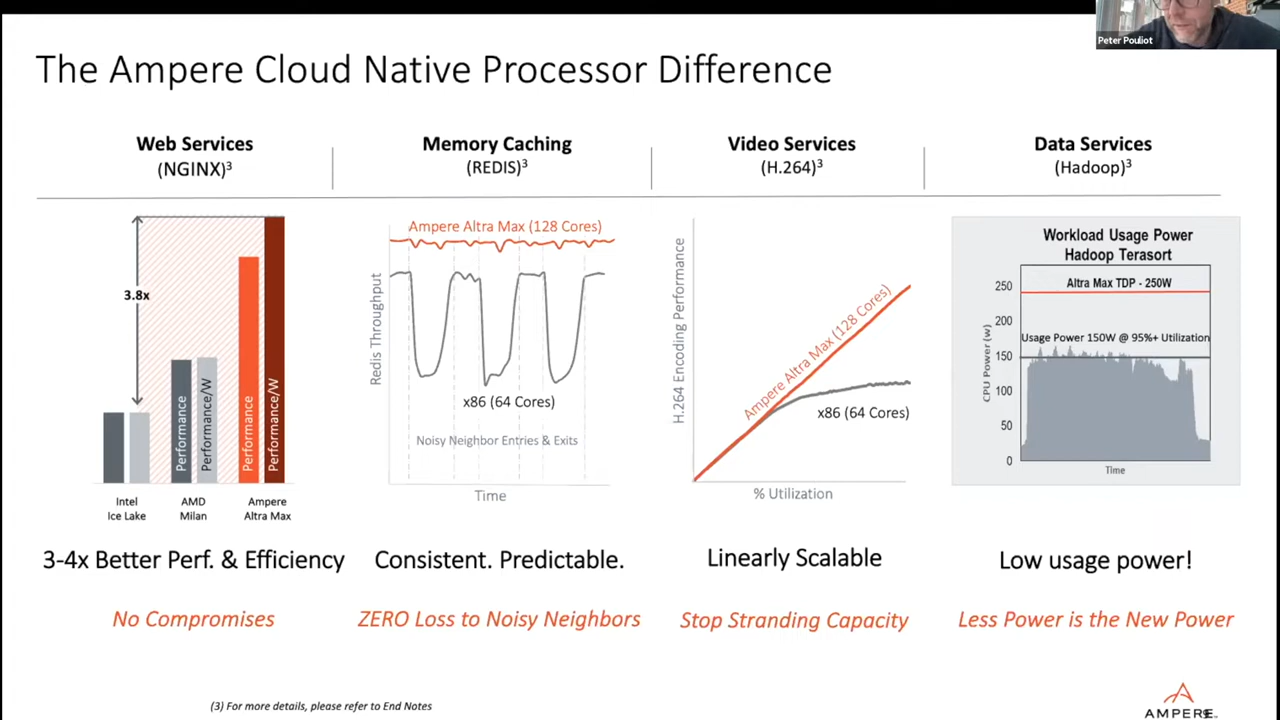 Peter Pouliot
The Ampere Cloud Native Processor Difference
Web Services
(NGINX)³
Memory Caching
(REDIS)³
Video Services
(H.264)³
Data Services
(Hadoop)³
3.8x
Performance
Performance/W
Performance
Performance/W
Intel
Ice Lake
AMD
Milan
Ampere
Altra Max
Ampere Altra Max (128 Cores)
Redis Throughput
x86 (64 Cores)
Noisy Neighbor Entries & Exits
Time
H.264 Encoding Performance
Ampere Altra Max (128 Cores)
x86 (64 Cores)
% Utilization
Workload Usage Power
Hadoop Terasort
Altra Max TDP - 250W
Usage Power 150W @ 95%+ Utilization
CPU Power (w)
250
200
150
100
50
0
Time
3-4x Better Perf. & Efficiency
Consistent. Predictable.
Linearly Scalable
Low usage power!
No Compromises
ZERO Loss to Noisy Neighbors
Stop Stranding Capacity
Less Power is the New Power
(3) For more details, please refer to End Notes
AMPERE